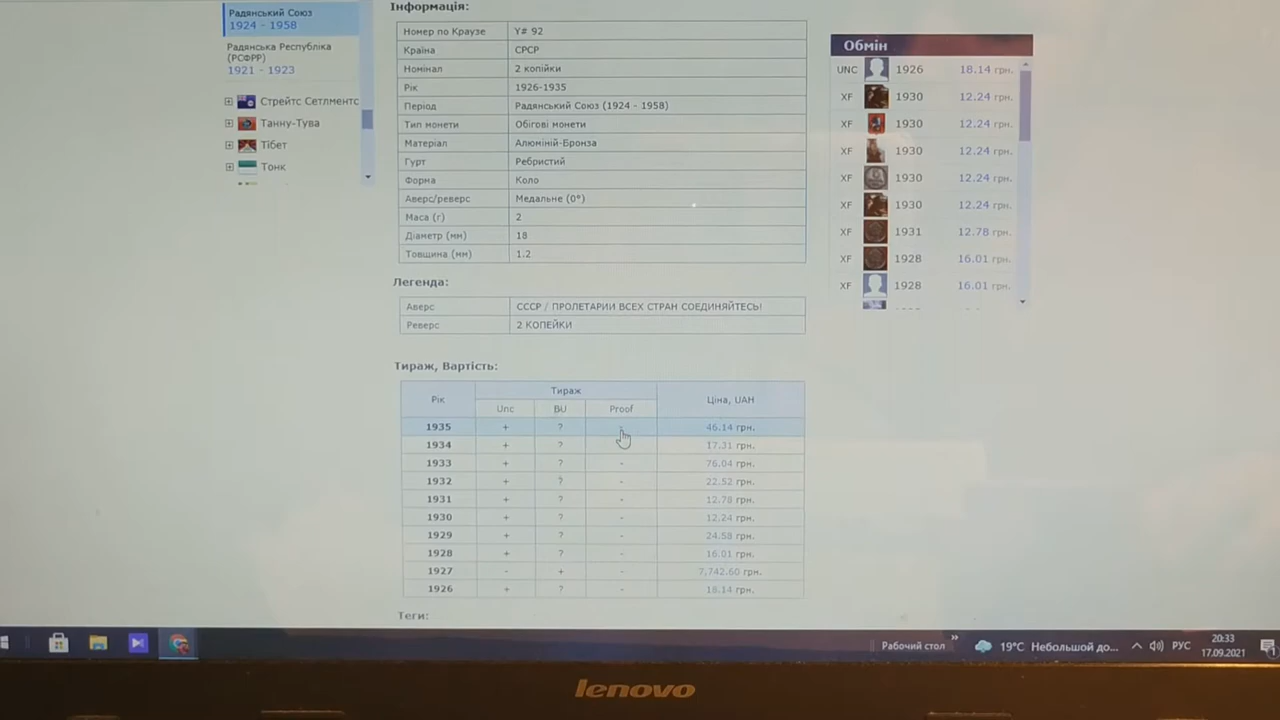 Радянський Союз
1924 - 1958
Радянська Республіка
(РСФРР)
1921 - 1923
Стрейтс Сетлментс
Танну-Тува
Тібет
Тонк
Інформація:
Номер по Краузе Y# 92
Країна СРСР
Номінал 2 копійки
Рік 1926-1935
Період Радянський Союз (1924 - 1958)
Тип монети Обігові монети
Матеріал Алюміній-Бронза
Гурт Ребристий
Форма Коло
Аверс/реверс Медальне (0°)
Маса (г) 2
Діаметр (мм) 18
Товщина (мм) 1.2
Легенда:
Аверс СССР / ПРОЛЕТАРИИ ВСЕХ СТРАН СОЕДИНЯЙТЕСЬ!
Реверс 2 КОПЕЙКИ
Тираж, Вартість:
Рік Тираж Ціна, UAH
Unc BU Proof
1935 + ? - 46.14 грн.
1934 + ? - 17.31 грн.
1933 + ? - 76.04 грн.
1932 + ? - 22.52 грн.
1931 + ? - 12.78 грн.
1930 + ? - 12.24 грн.
1929 + ? - 24.58 грн.
1928 + ? - 16.01 грн.
1927 - + - 7,742.60 грн.
1926 + ? - 18.14 грн.
Теги:
Обмін
UNC 1926 18.14 грн.
XF 1930 12.24 грн.
XF 1930 12.24 грн.
XF 1930 12.24 грн.
XF 1930 12.24 грн.
XF 1930 12.24 грн.
XF 1931 12.78 грн.
XF 1928 16.01 грн.
XF 1928 16.01 грн.
Рабочий стол » 19°C Небольшой до... РУС 20:33
17.09.2021
1
lenovo